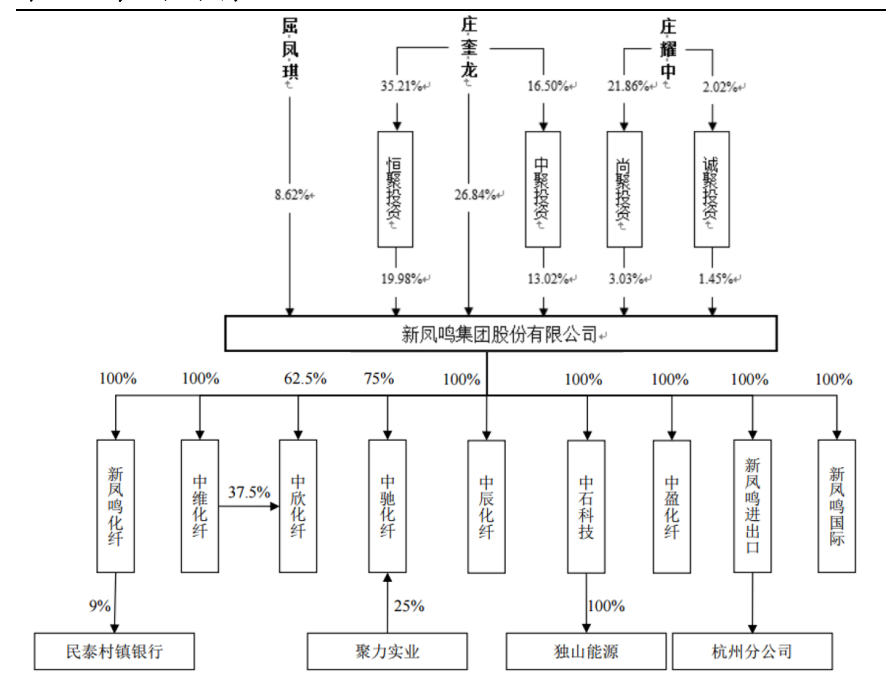 屈凤琪
庄奎龙
庄耀中
35.21%
16.50%
21.86%
2.02%
恒聚投资
中聚投资
尚聚投资
诚聚投资
8.62%
26.84%
19.98%
13.02%
3.03%
1.45%
新凤鸣集团股份有限公司
100%
100%
62.5%
75%
100%
100%
100%
100%
100%
新凤鸣化纤
中维化纤
37.5%
中欣化纤
中驰化纤
中辰化纤
中石科技
中盈化纤
新凤鸣进出口
新凤鸣国际
9%
25%
100%
民泰村镇银行
聚力实业
独山能源
杭州分公司